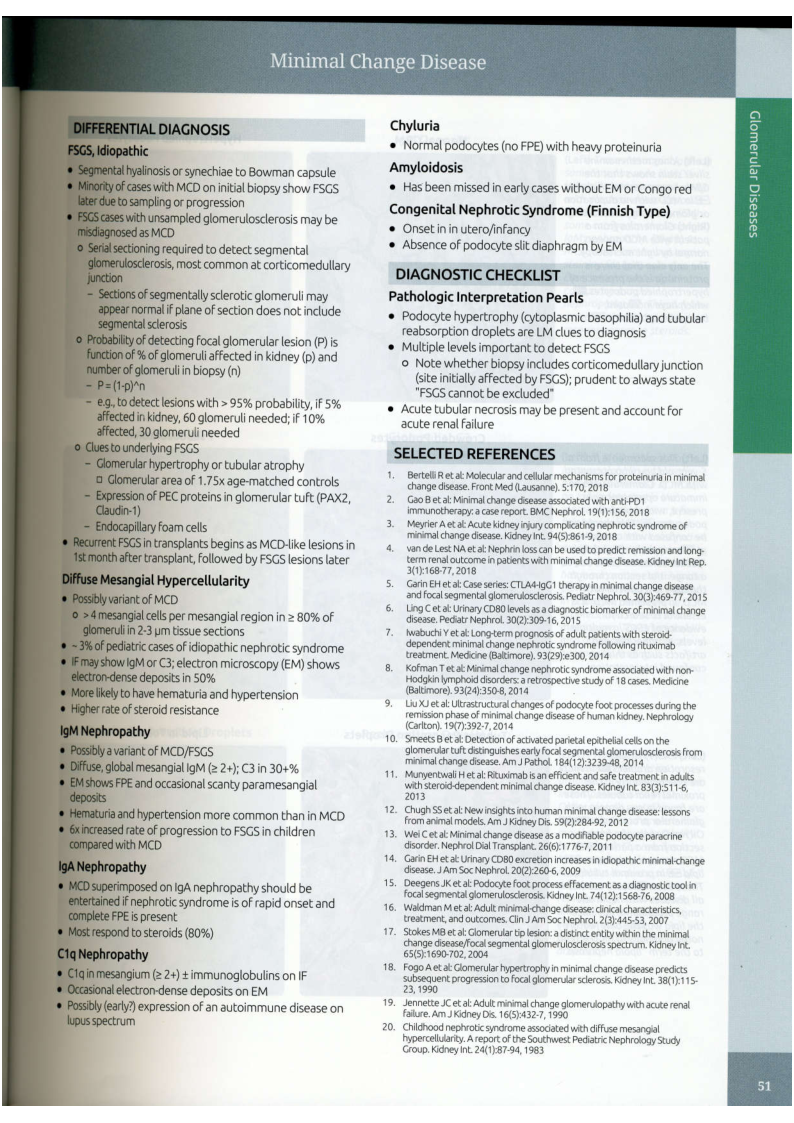 Minimal Change Disease
Glomerular Diseases
DIFFERENTIAL DIAGNOSIS
FSGS, Idiopathic
• Segmental hyalinosis or synechiae to Bowman capsule
• Minority of cases with MCD on initial biopsy show FSGS
later due to sampling or progression
• FSGS cases with unsampled glomerulosclerosis may be
misdiagnosed as MCD
o Serial sectioning required to detect segmental
glomerulosclerosis, most common at corticomedullary
junction
– Sections of segmentally sclerotic glomeruli may
appear normal if plane of section does not include
segmental sclerosis
o Probability of detecting focal glomerular lesion (P) is
function of % of glomeruli affected in kidney (p) and
number of glomeruli in biopsy (n)
– P = (1-p)^n
– e.g., to detect lesions with > 95% probability, if 5%
affected in kidney, 60 glomeruli needed; if 10%
affected, 30 glomeruli needed
o Clues to underlying FSGS
– Glomerular hypertrophy or tubular atrophy
□ Glomerular area of 1.75x age-matched controls
– Expression of PEC proteins in glomerular tuft (PAX2,
Claudin-1)
– Endocapillary foam cells
• Recurrent FSGS in transplants begins as MCD-like lesions in
1st month after transplant, followed by FSGS lesions later
Diffuse Mesangial Hypercellularity
• Possibly variant of MCD
o > 4 mesangial cells per mesangial region in ≥ 80% of
glomeruli in 2-3 μm tissue sections
• ~ 3% of pediatric cases of idiopathic nephrotic syndrome
• IF may show IgM or C3; electron microscopy (EM) shows
electron-dense deposits in 50%
• More likely to have hematuria and hypertension
• Higher rate of steroid resistance
IgM Nephropathy
• Possibly a variant of MCD/FSGS
• Diffuse, global mesangial IgM (≥ 2+); C3 in 30+%
• EM shows FPE and occasional scanty paramesangial
deposits
• Hematuria and hypertension more common than in MCD
• 6x increased rate of progression to FSGS in children
compared with MCD
IgA Nephropathy
• MCD superimposed on IgA nephropathy should be
entertained if nephrotic syndrome is of rapid onset and
complete FPE is present
• Most respond to steroids (80%)
C1q Nephropathy
• C1q in mesangium (≥ 2+) ± immunoglobulins on IF
• Occasional electron-dense deposits on EM
• Possibly (early?) expression of an autoimmune disease on
lupus spectrum
Chyluria
• Normal podocytes (no FPE) with heavy proteinuria
Amyloidosis
• Has been missed in early cases without EM or Congo red
Congenital Nephrotic Syndrome (Finnish Type)
• Onset in in utero/infancy
• Absence of podocyte slit diaphragm by EM
DIAGNOSTIC CHECKLIST
Pathologic Interpretation Pearls
• Podocyte hypertrophy (cytoplasmic basophilia) and tubular
reabsorption droplets are LM clues to diagnosis
• Multiple levels important to detect FSGS
o Note whether biopsy includes corticomedullary junction
(site initially affected by FSGS); prudent to always state
"FSGS cannot be excluded"
• Acute tubular necrosis may be present and account for
acute renal failure
SELECTED REFERENCES
1. Bertelli R et al: Molecular and cellular mechanisms for proteinuria in minimal
change disease. Front Med (Lausanne). 5:170, 2018
2. Gao B et al: Minimal change disease associated with anti-PD1
immunotherapy: a case report. BMC Nephrol. 19(1):156, 2018
3. Meyrier A et al: Acute kidney injury complicating nephrotic syndrome of
minimal change disease. Kidney Int. 94(5):861-9, 2018
4. van de Lest NA et al: Nephrin loss can be used to predict remission and long-
term renal outcome in patients with minimal change disease. Kidney Int Rep.
3(1):168-77, 2018
5. Garin EH et al: Case series: CTLA4-IgG1 therapy in minimal change disease
and focal segmental glomerulosclerosis. Pediatr Nephrol. 30(3):469-77, 2015
6. Ling C et al: Urinary CD80 levels as a diagnostic biomarker of minimal change
disease. Pediatr Nephrol. 30(2):309-16, 2015
7. Iwabuchi Y et al: Long-term prognosis of adult patients with steroid-
dependent minimal change nephrotic syndrome following rituximab
treatment. Medicine (Baltimore). 93(29):e300, 2014
8. Kofman T et al: Minimal change nephrotic syndrome associated with non-
Hodgkin lymphoid disorders: a retrospective study of 18 cases. Medicine
(Baltimore). 93(24):350-8, 2014
9. Liu XJ et al: Ultrastructural changes of podocyte foot processes during the
remission phase of minimal change disease of human kidney. Nephrology
(Carlton). 19(7):392-7, 2014
10. Smeets B et al: Detection of activated parietal epithelial cells on the
glomerular tuft distinguishes early focal segmental glomerulosclerosis from
minimal change disease. Am J Pathol. 184(12):3239-48, 2014
11. Munyentwali H et al: Rituximab is an efficient and safe treatment in adults
with steroid-dependent minimal change disease. Kidney Int. 83(3):511-6,
2013
12. Chugh SS et al: New insights into human minimal change disease: lessons
from animal models. Am J Kidney Dis. 59(2):284-92, 2012
13. Wei C et al: Minimal change disease as a modifiable podocyte paracrine
disorder. Nephrol Dial Transplant. 26(6):1776-7, 2011
14. Garin EH et al: Urinary CD80 excretion increases in idiopathic minimal-change
disease. J Am Soc Nephrol. 20(2):260-6, 2009
15. Deegens JK et al: Podocyte foot process effacement as a diagnostic tool in
focal segmental glomerulosclerosis. Kidney Int. 74(12):1568-76, 2008
16. Waldman M et al: Adult minimal-change disease: clinical characteristics,
treatment, and outcomes. Clin J Am Soc Nephrol. 2(3):445-53, 2007
17. Stokes MB et al: Glomerular tip lesion: a distinct entity within the minimal
change disease/focal segmental glomerulosclerosis spectrum. Kidney Int.
65(5):1690-702, 2004
18. Fogo A et al: Glomerular hypertrophy in minimal change disease predicts
subsequent progression to focal glomerular sclerosis. Kidney Int. 38(1):115-
23, 1990
19. Jennette JC et al: Adult minimal change glomerulopathy with acute renal
failure. Am J Kidney Dis. 16(5):432-7, 1990
20. Childhood nephrotic syndrome associated with diffuse mesangial
hypercellularity. A report of the Southwest Pediatric Nephrology Study
Group. Kidney Int. 24(1):87-94, 1983
51